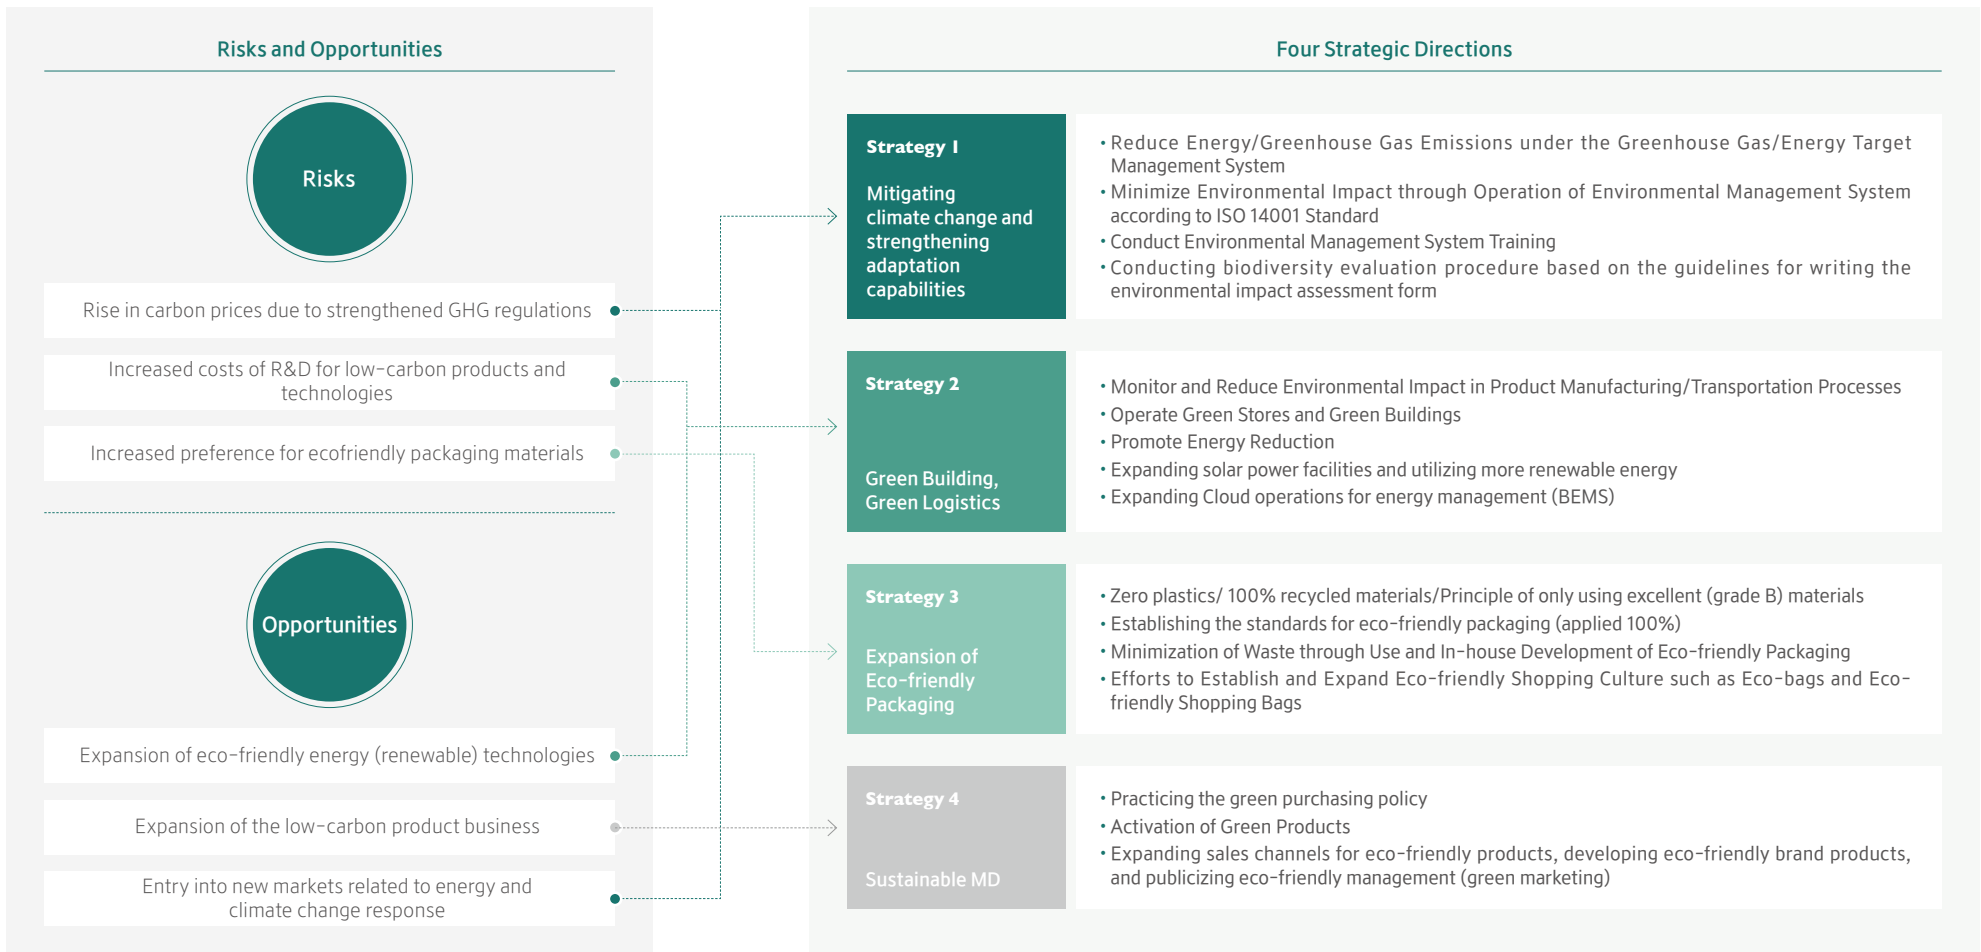 Risks and Opportunities
Risks
Rise in carbon prices due to strengthened GHG regulations
Increased costs of R&D for low-carbon products and
technologies
Increased preference for ecofriendly packaging materials
Opportunities
Expansion of eco-friendly energy (renewable) technologies
Expansion of the low-carbon product business
Entry into new markets related to energy and
climate change response
Four Strategic Directions
Strategy 1
Mitigating
climate change and
strengthening
adaptation
capabilities
• Reduce Energy/Greenhouse Gas Emissions under the Greenhouse Gas/Energy Target
Management System
• Minimize Environmental Impact through Operation of Environmental Management System
according to ISO 14001 Standard
• Conduct Environmental Management System Training
• Conducting biodiversity evaluation procedure based on the guidelines for writing the
environmental impact assessment form
Strategy 2
Green Building,
Green Logistics
• Monitor and Reduce Environmental Impact in Product Manufacturing/Transportation Processes
• Operate Green Stores and Green Buildings
• Promote Energy Reduction
• Expanding solar power facilities and utilizing more renewable energy
• Expanding Cloud operations for energy management (BEMS)
Strategy 3
Expansion of
Eco-friendly
Packaging
• Zero plastics/ 100% recycled materials/Principle of only using excellent (grade B) materials
• Establishing the standards for eco-friendly packaging (applied 100%)
• Minimization of Waste through Use and In-house Development of Eco-friendly Packaging
• Efforts to Establish and Expand Eco-friendly Shopping Culture such as Eco-bags and Eco-
friendly Shopping Bags
Strategy 4
Sustainable MD
• Practicing the green purchasing policy
• Activation of Green Products
• Expanding sales channels for eco-friendly products, developing eco-friendly brand products,
and publicizing eco-friendly management (green marketing)